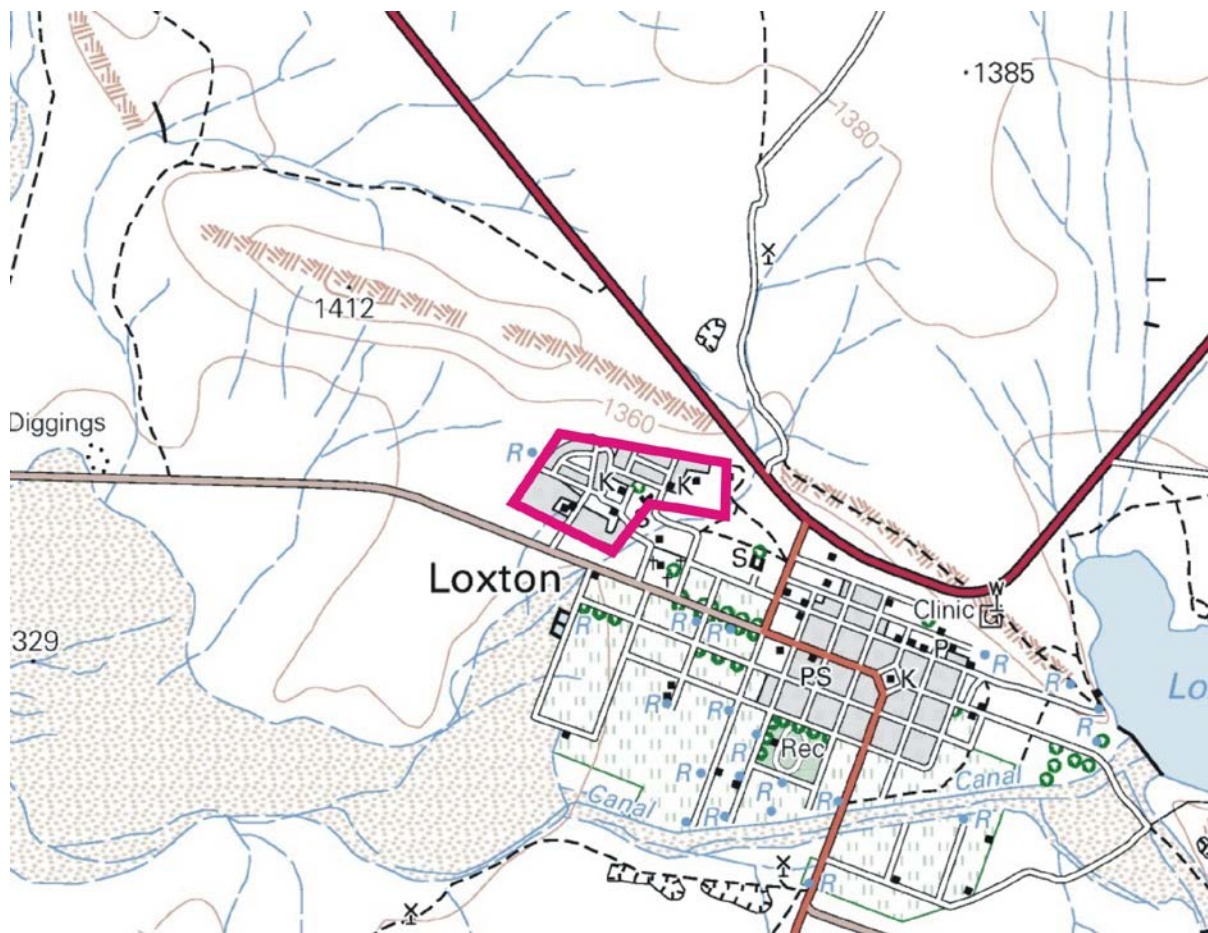 1385
1380
1412
1360
Diggings
R
K
K
S
S
Loxton
W
Clinic
G
329
R
R
R
P
R
PS
K
R
Lo
R
R
R
R
Rec
R
R
R
R
Canal
R
Canal
R
R
R
R